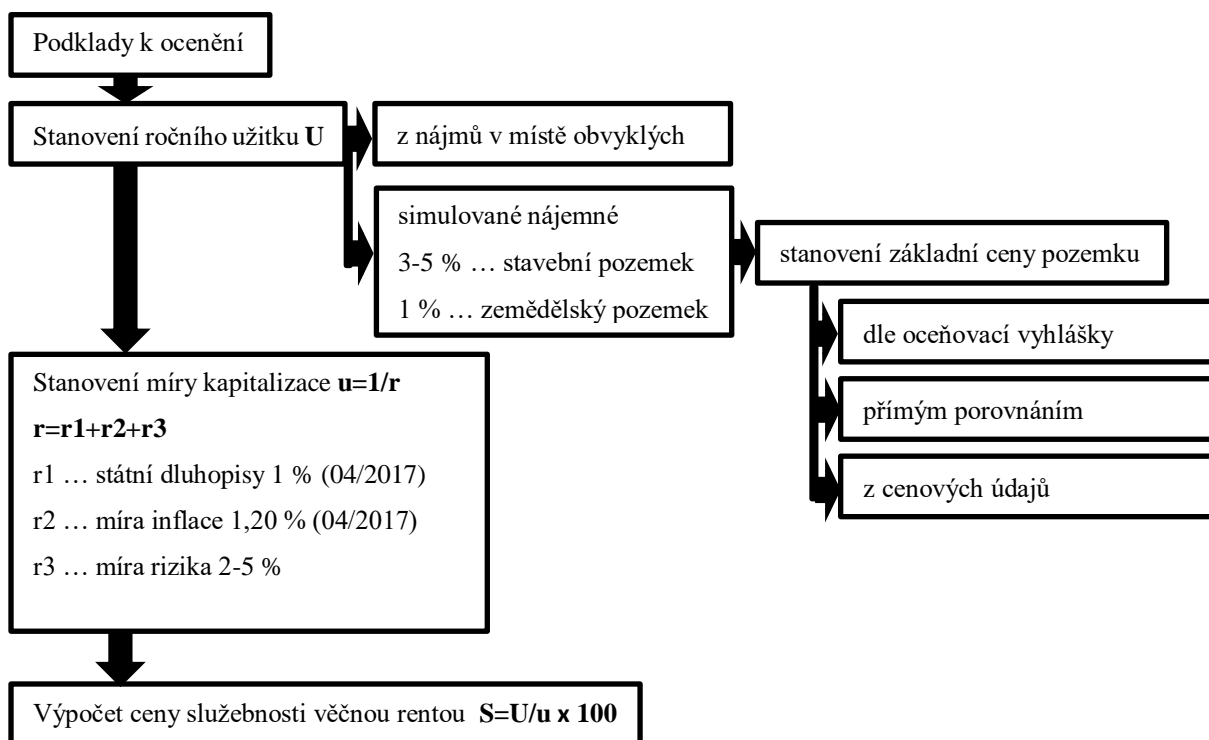 Podklady k ocenění
Stanovení ročního užitku U
z nájmů v místě obvyklých
simulované nájemné
3-5 % … stavební pozemek
1 % … zemědělský pozemek
stanovení základní ceny pozemku
dle oceňovací vyhlášky
přímým porovnáním
z cenových údajů
Stanovení míry kapitalizace u=1/r
r=r1+r2+r3
r1 … státní dluhopisy 1 % (04/2017)
r2 … míra inflace 1,20 % (04/2017)
r3 … míra rizika 2-5 %
Výpočet ceny služebnosti věčnou rentou S=U/u x 100